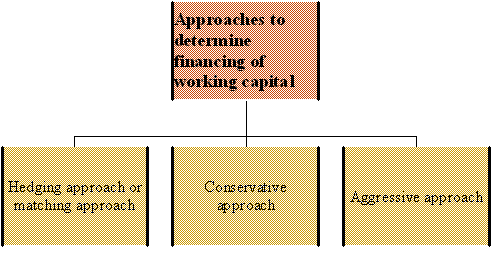 Approaches to
determine
financing of
working capital
Hedging approach or
matching approach
Conservative
approach
Aggressive approach